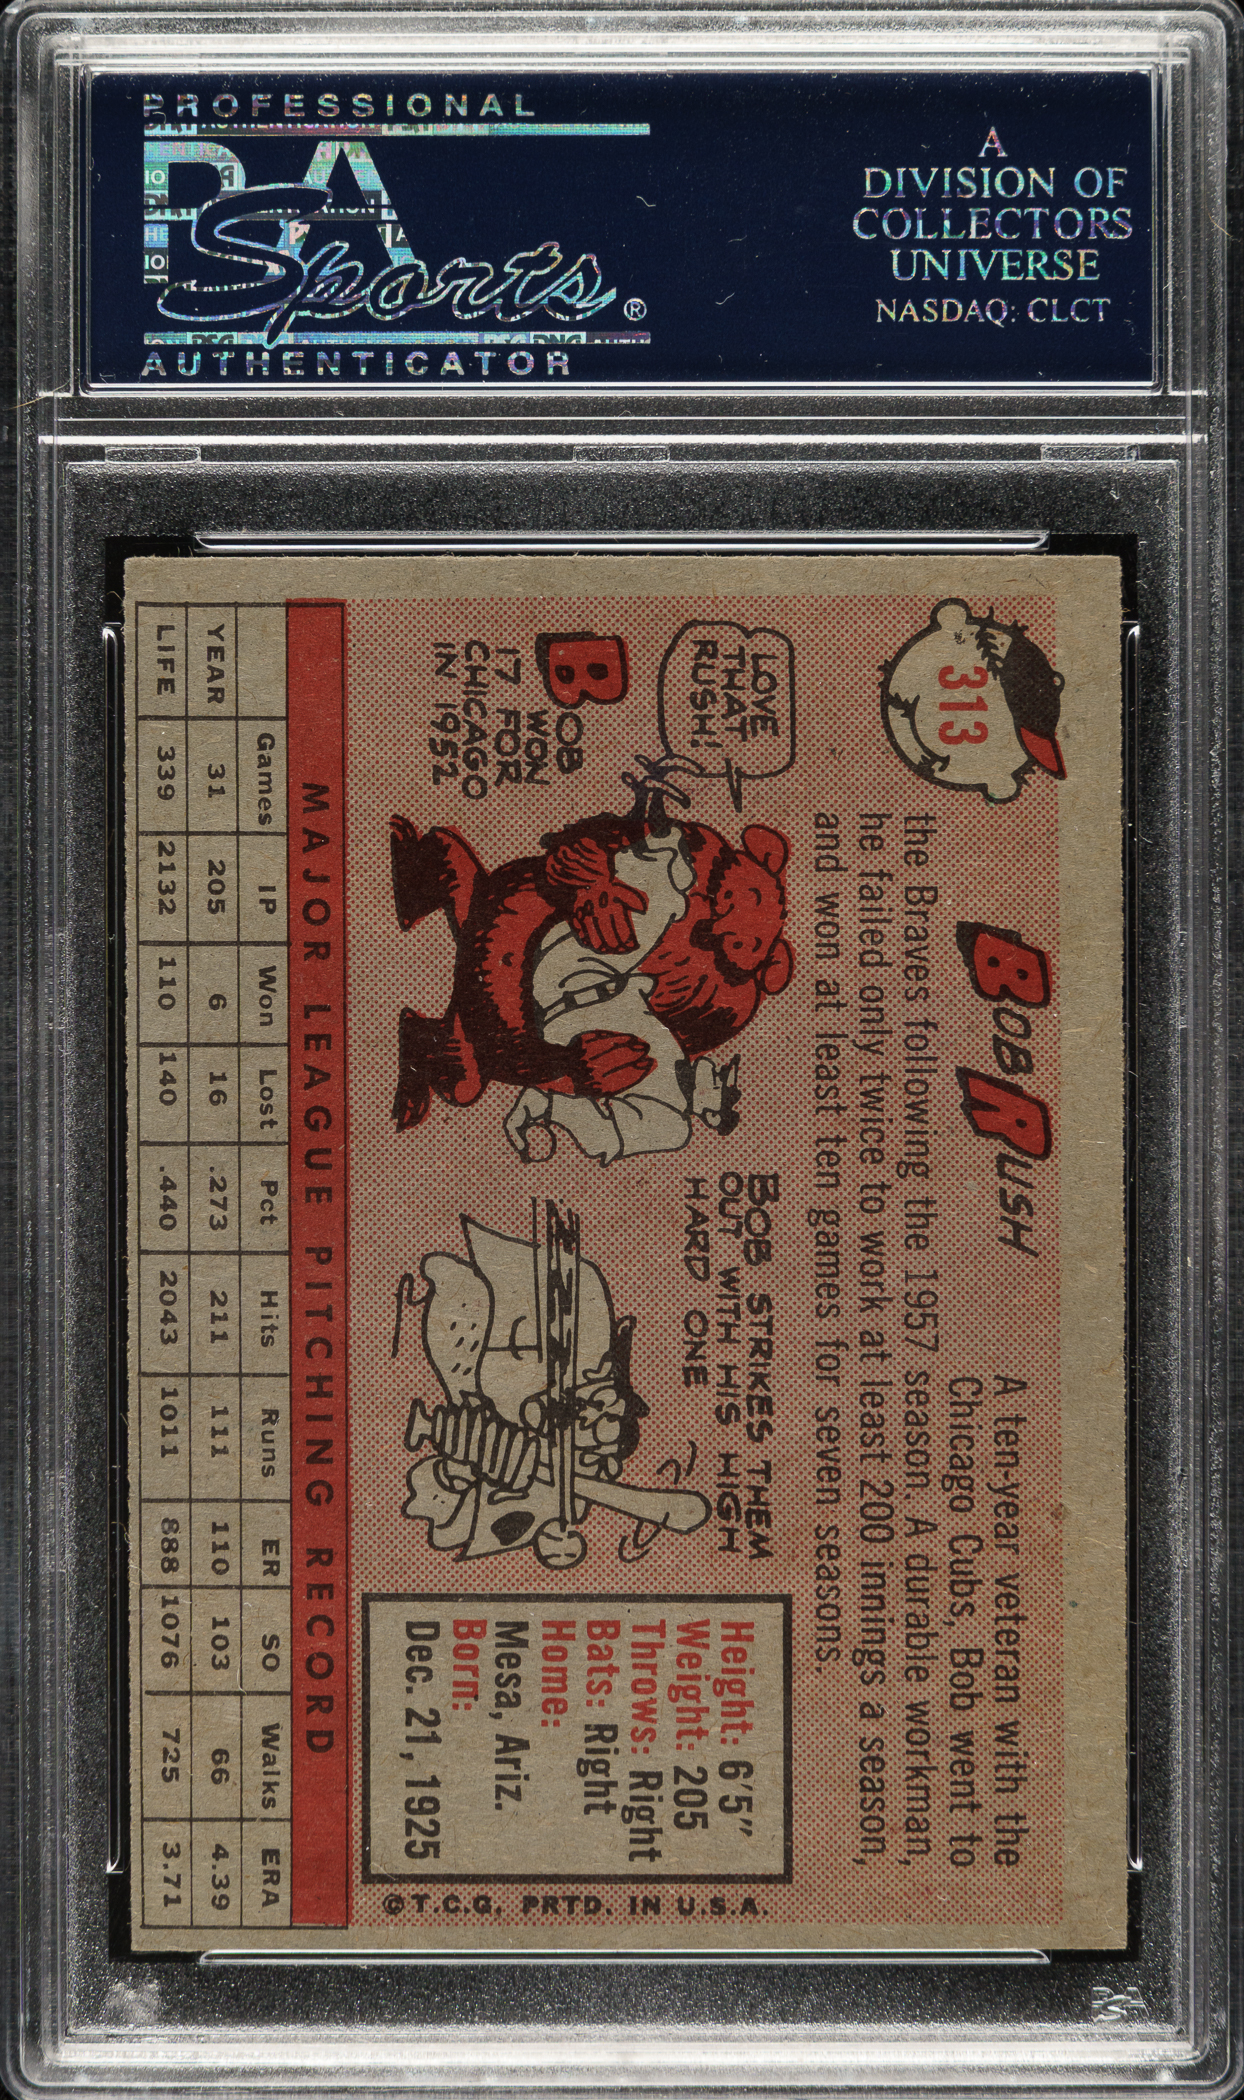 PROFESSIONAL
PSA
Sports®
AUTHENTICATOR
A
DIVISION OF
COLLECTORS
UNIVERSE
NASDAQ: CLCT
313
BOB RUSH
A ten-year veteran with the
Chicago Cubs, Bob went to
the Braves following the 1957 season. A durable workman,
he failed only twice to work at least 200 innings a season,
and won at least ten games for seven seasons.
LOVE
THAT
RUSH!
BOB
WON
17 FOR
CHICAGO
IN 1952
BOB STRIKES THEM
OUT WITH HIS HIGH
HARD ONE
Height: 6'5"
Weight: 205
Throws: Right
Bats: Right
Home:
Mesa, Ariz.
Born:
Dec. 21, 1925
© T.C.G. PRTD. IN U.S.A.
MAJOR LEAGUE PITCHING RECORD
Games IP Won Lost Pct Hits Runs ER SO Walks ERA
YEAR 31 205 6 16 .273 211 111 110 103 66 4.39
LIFE 339 2132 110 140 .440 2043 1011 888 1076 725 3.71